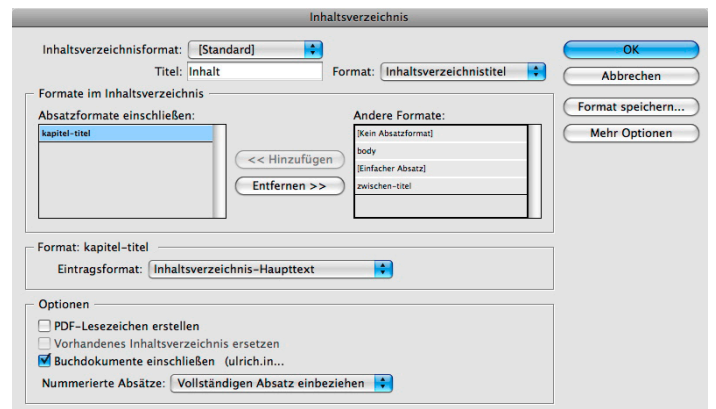 Inhaltsverzeichnis
Inhaltsverzeichnisformat: [Standard]
OK
Titel: Inhalt Format: Inhaltsverzeichnistitel
Abbrechen
Formate im Inhaltsverzeichnis
Format speichern...
Absatzformate einschließen: Andere Formate:
Mehr Optionen
kapitel-titel
[Kein Absatzformat]
body
<< Hinzufügen
[Einfacher Absatz]
Entfernen >>
zwischen-titel
Format: kapitel-titel
Eintragsformat: Inhaltsverzeichnis-Haupttext
Optionen
PDF-Lesezeichen erstellen
Vorhandenes Inhaltsverzeichnis ersetzen
Buchdokumente einschließen (ulrich.in...
Nummerierte Absätze: Vollständigen Absatz einbeziehen